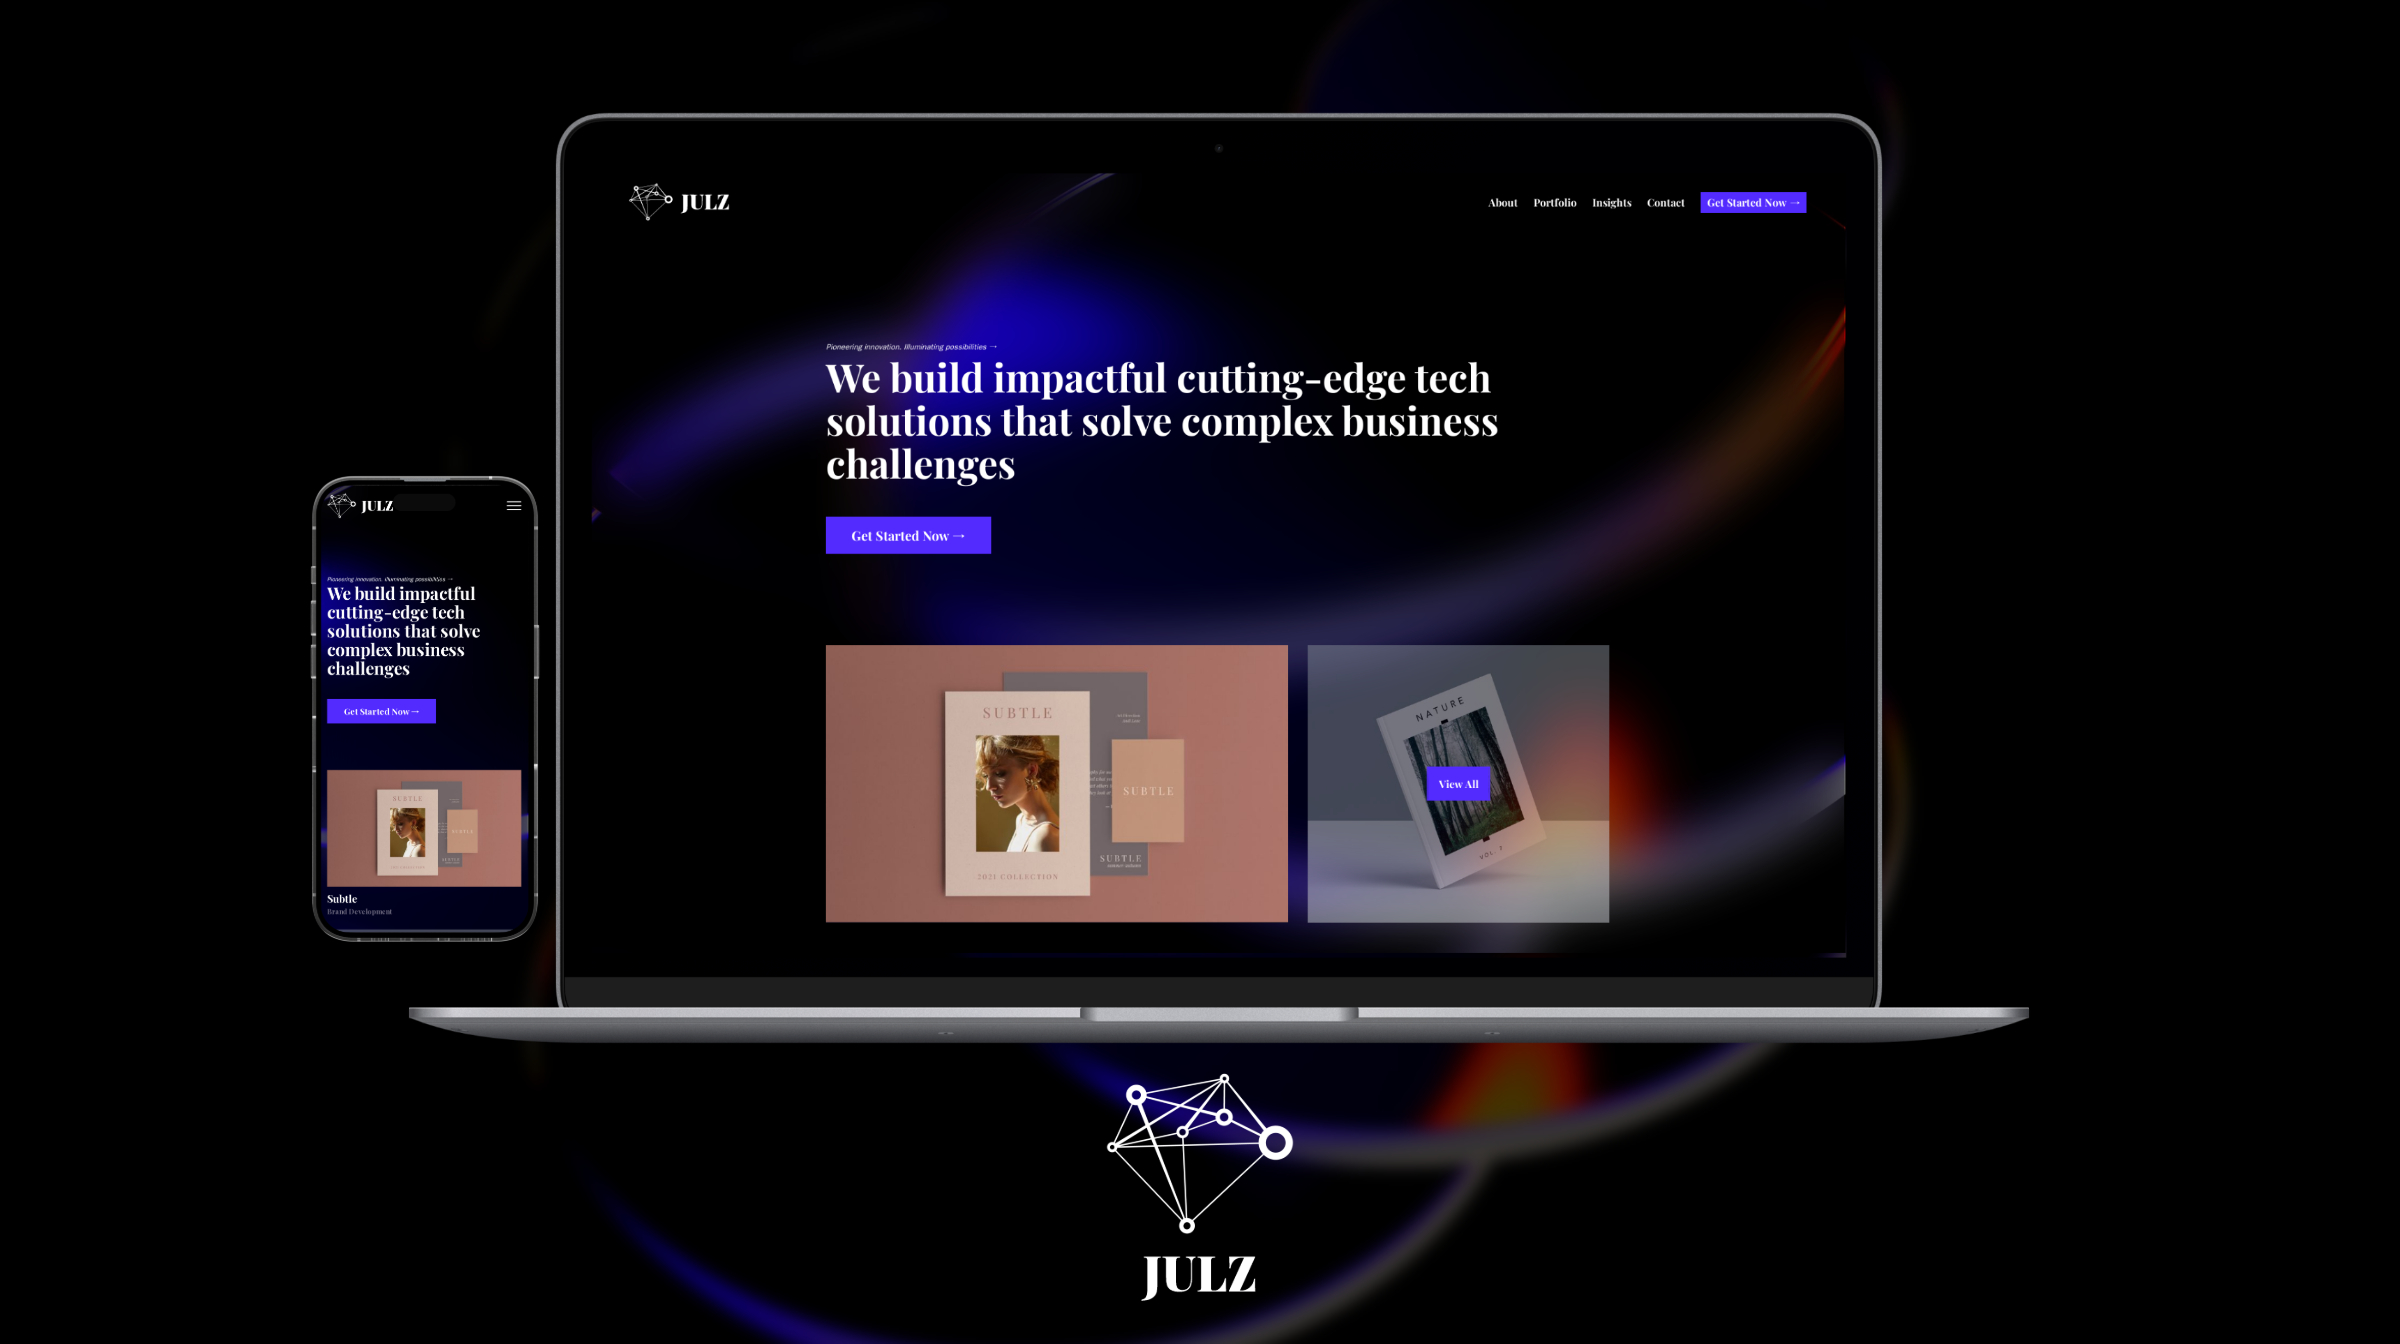 JULZ
About Portfolio Insights Contact Get Started Now →
Pioneering innovation. Illuminating possibilities →
We build impactful cutting-edge tech
solutions that solve complex business
challenges
Get Started Now →
SUBTLE
SUBTLE
SUBTLE
2021 COLLECTION
NATURE
View All
VOL. 7
JULZ
Pioneering innovation. Illuminating possibilities →
We build impactful
cutting-edge tech
solutions that solve
complex business
challenges
Get Started Now →
SUBTLE
SUBTLE
SUBTLE
Subtle
Brand Development
JULZ